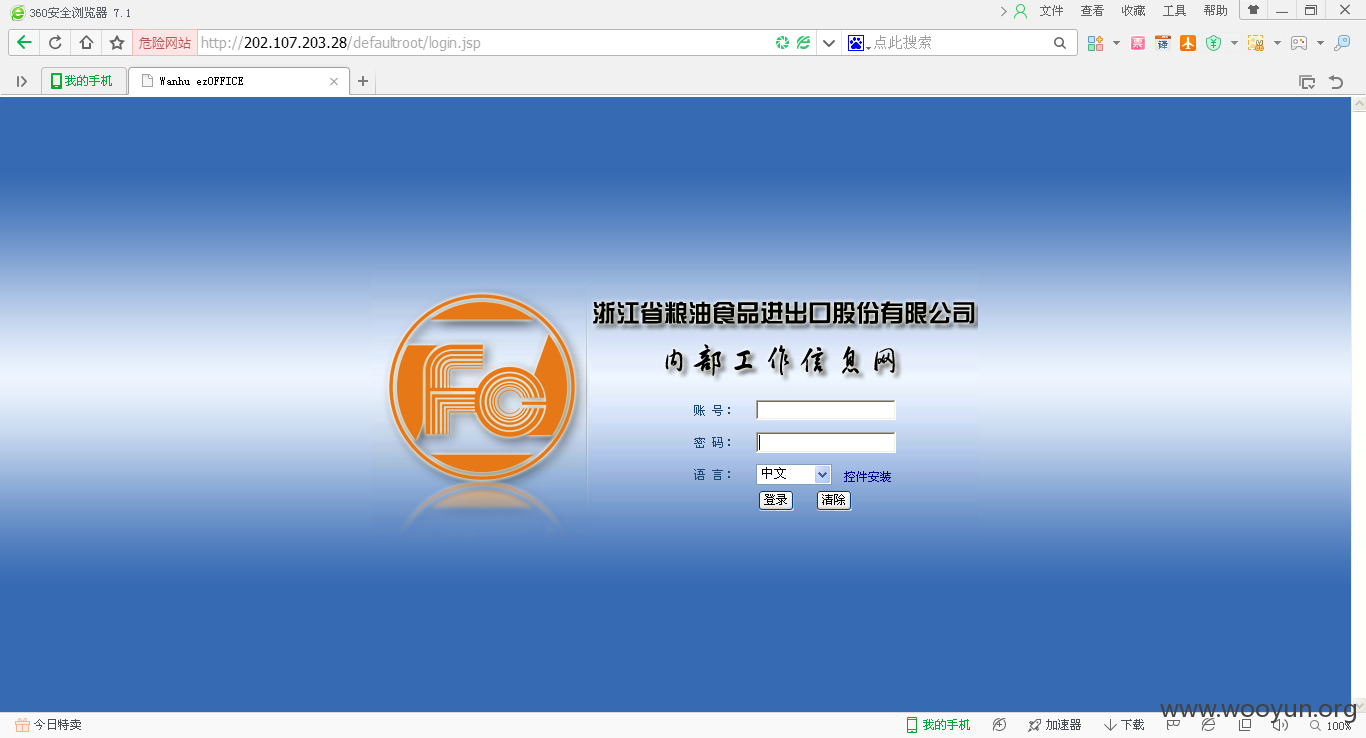 360安全浏览器 7.1
文件 查看 收藏 工具 帮助
危险网站 http://202.107.203.28/defaultroot/login.jsp
点此搜索
我的手机
Wanhu ezOFFICE
浙江省粮油食品进出口股份有限公司
内部工作信息网
账 号：
密 码：
语 言： 中文 控件安装
登录 清除
今日特卖
我的手机 加速器 下载 100%
www.wooyun.org